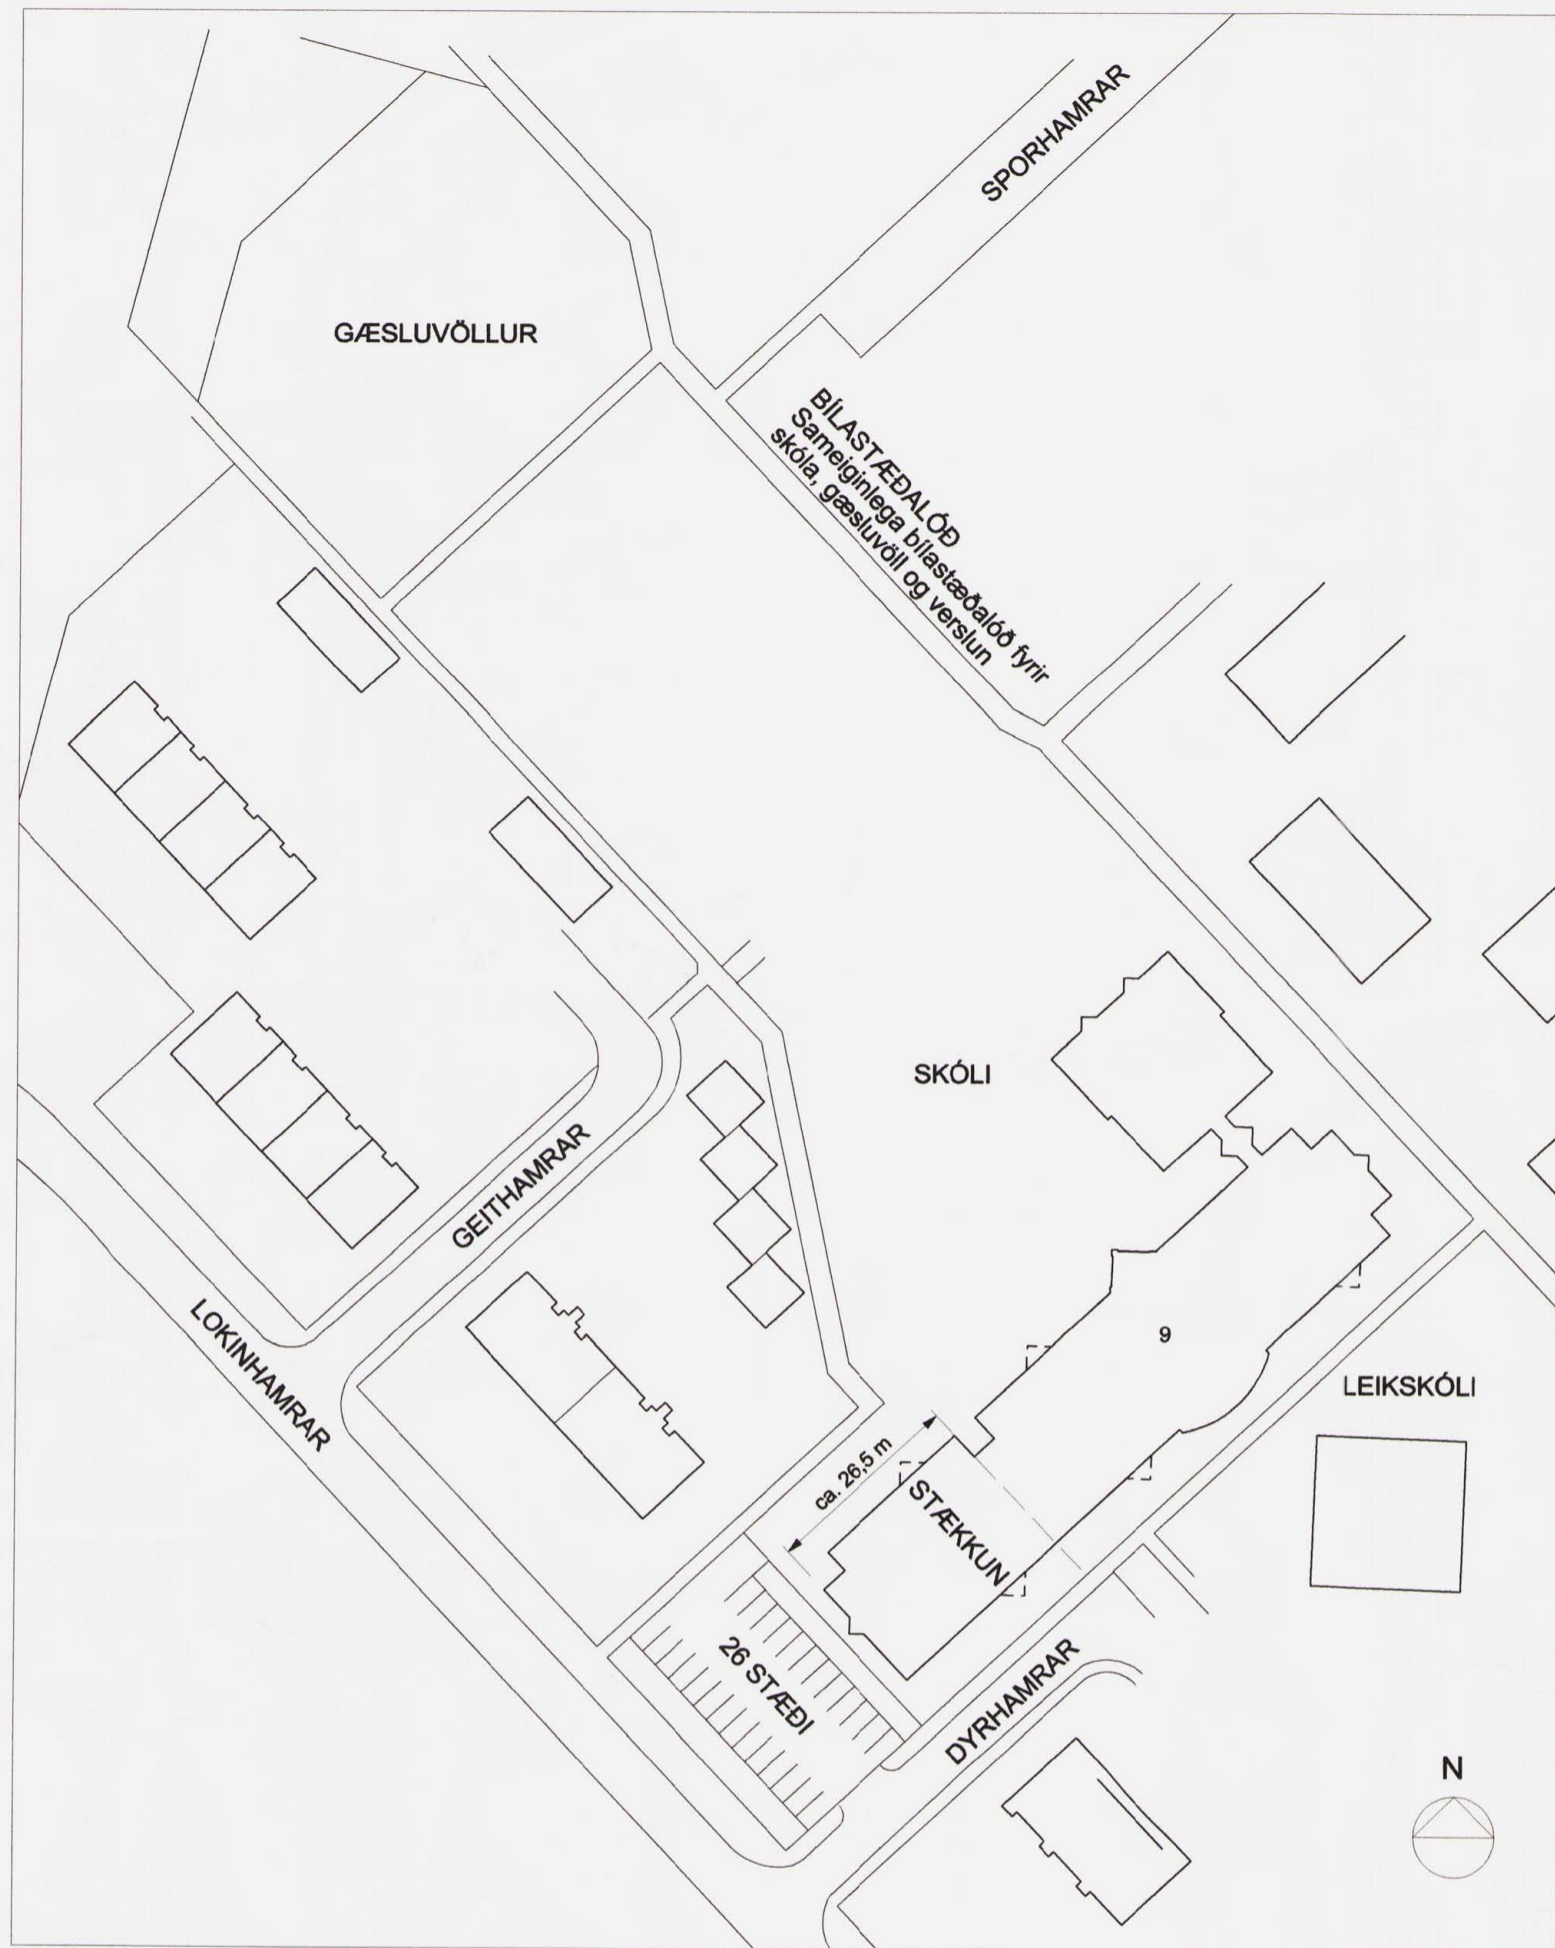 SPORHAMRAR
GÆSLUVÖLLUR
BÍLASTÆÐALÓÐ
Sameiginlega bílastæðalóð fyrir
skóla, gæsluvöll og verslun
SKÓLI
GEITHAMRAR
LOKINHAMRAR
9
LEIKSKÓLI
ca. 26,5 m
STÆKKUN
26 STÆÐI
DYRHAMRAR
N